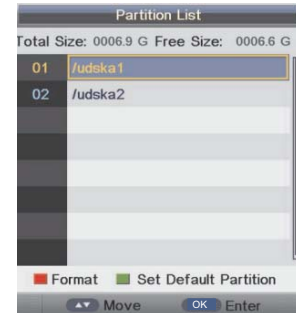 Partition List
Total Size: 0006.9 G Free Size: 0006.6 G
01 /udska1
02 /udska2
Format Set Default Partition
Move OK Enter